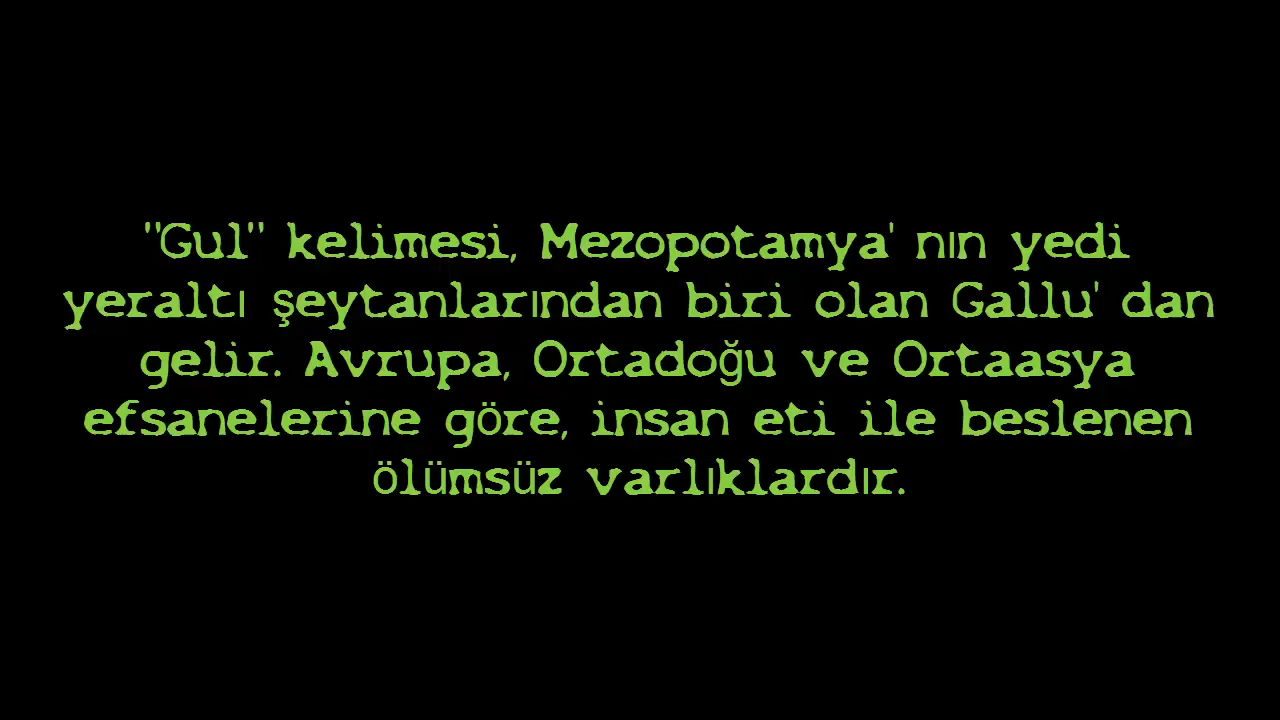 "Gul" kelimesi, Mezopotamya' nın yedi
yeraltı şeytanlarından biri olan Gallu' dan
gelir. Avrupa, Ortadoğu ve Ortaasya
efsanelerine göre, insan eti ile beslenen
ölümsüz varlıklardır.